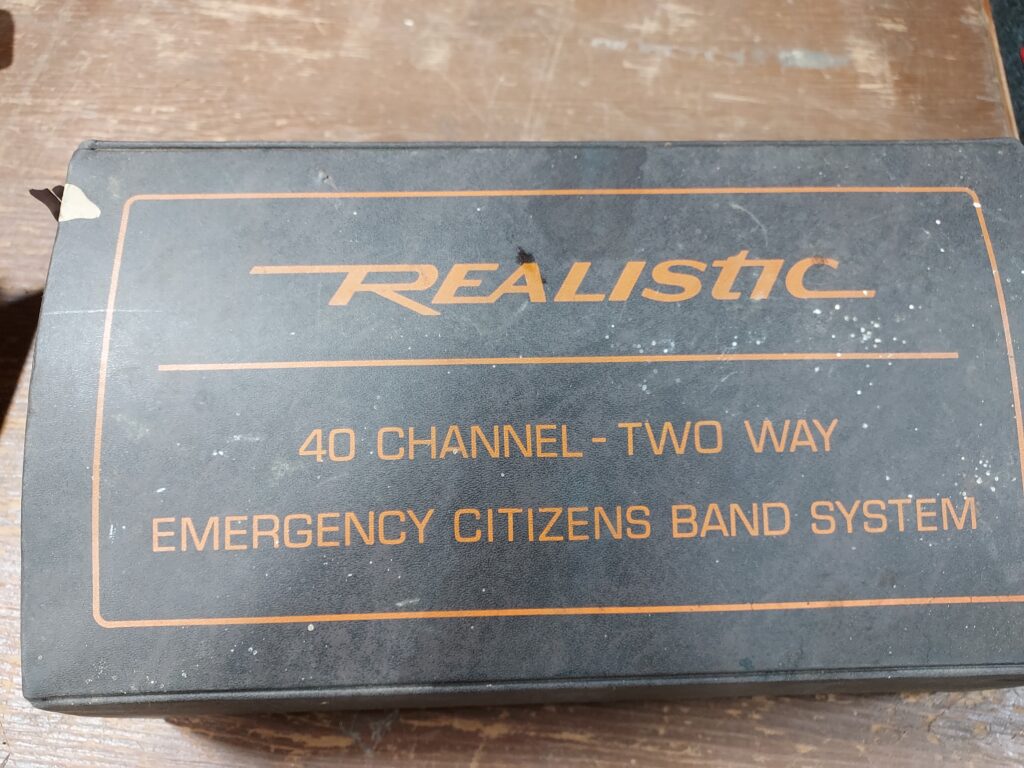 REALISTIC
40 CHANNEL - TWO WAY
EMERGENCY CITIZENS BAND SYSTEM